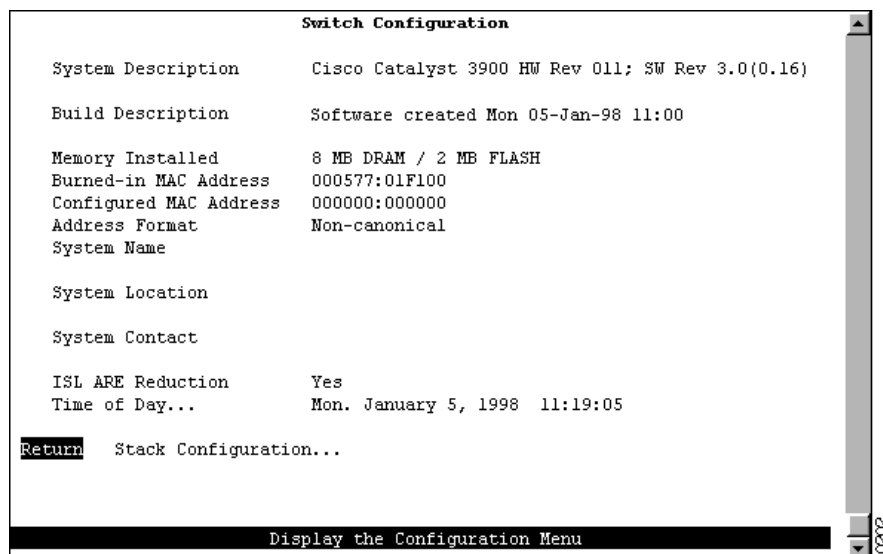 Switch Configuration
System Description Cisco Catalyst 3900 HW Rev 011; SW Rev 3.0(0.16)
Build Description Software created Mon 05-Jan-98 11:00
Memory Installed 8 MB DRAM / 2 MB FLASH
Burned-in MAC Address 000577:01F100
Configured MAC Address 000000:000000
Address Format Non-canonical
System Name
System Location
System Contact
ISL ARE Reduction Yes
Time of Day... Mon. January 5, 1998 11:19:05
Return Stack Configuration...
Display the Configuration Menu